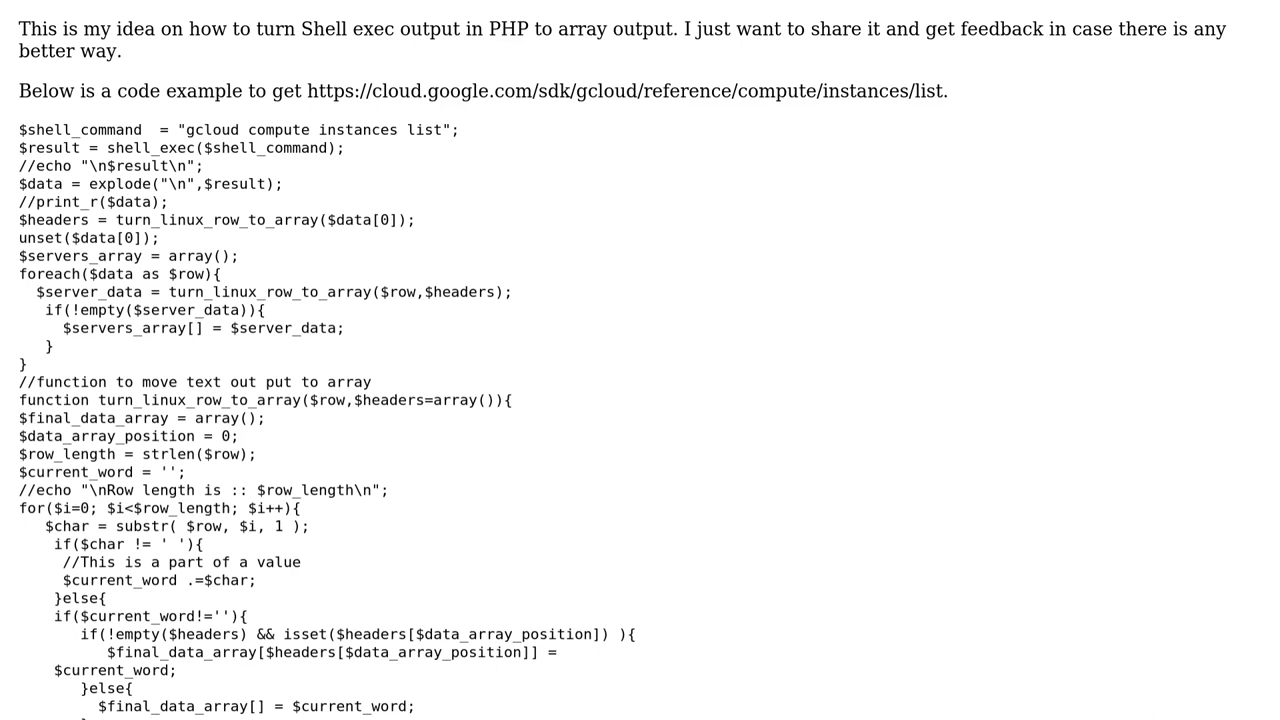 This is my idea on how to turn Shell exec output in PHP to array output. I just want to share it and get feedback in case there is any
better way.
Below is a code example to get https://cloud.google.com/sdk/gcloud/reference/compute/instances/list.
$shell_command  = "gcloud compute instances list";
$result = shell_exec($shell_command);
//echo "\n$result\n";
$data = explode("\n",$result);
//print_r($data);
$headers = turn_linux_row_to_array($data[0]);
unset($data[0]);
$servers_array = array();
foreach($data as $row){
  $server_data = turn_linux_row_to_array($row,$headers);
   if(!empty($server_data)){
     $servers_array[] = $server_data;
   }
}
//function to move text out put to array
function turn_linux_row_to_array($row,$headers=array()){
$final_data_array = array();
$data_array_position = 0;
$row_length = strlen($row);
$current_word = '';
//echo "\nRow length is :: $row_length\n";
for($i=0; $i<$row_length; $i++){
   $char = substr( $row, $i, 1 );
    if($char != ' '){
     //This is a part of a value
     $current_word .=$char;
    }else{
    if($current_word!=''){
       if(!empty($headers) && isset($headers[$data_array_position]) ){
          $final_data_array[$headers[$data_array_position]] =
    $current_word;
       }else{
         $final_data_array[] = $current_word;